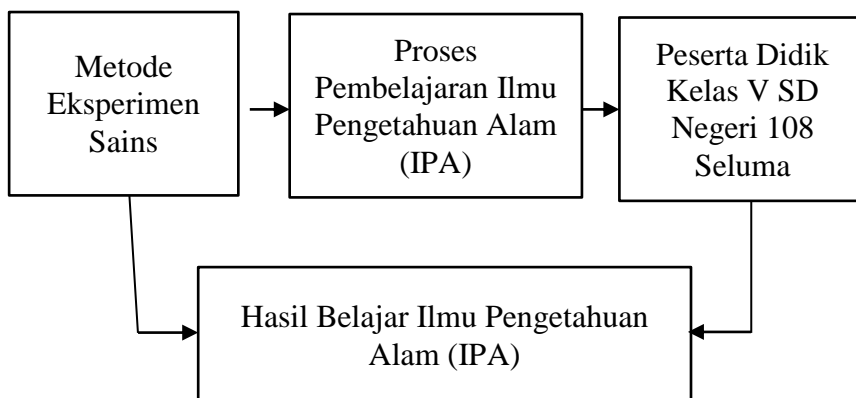 Metode
Eksperimen
Sains
Proses
Pembelajaran Ilmu
Pengetahuan Alam
(IPA)
Peserta Didik
Kelas V SD
Negeri 108
Seluma
Hasil Belajar Ilmu Pengetahuan
Alam (IPA)